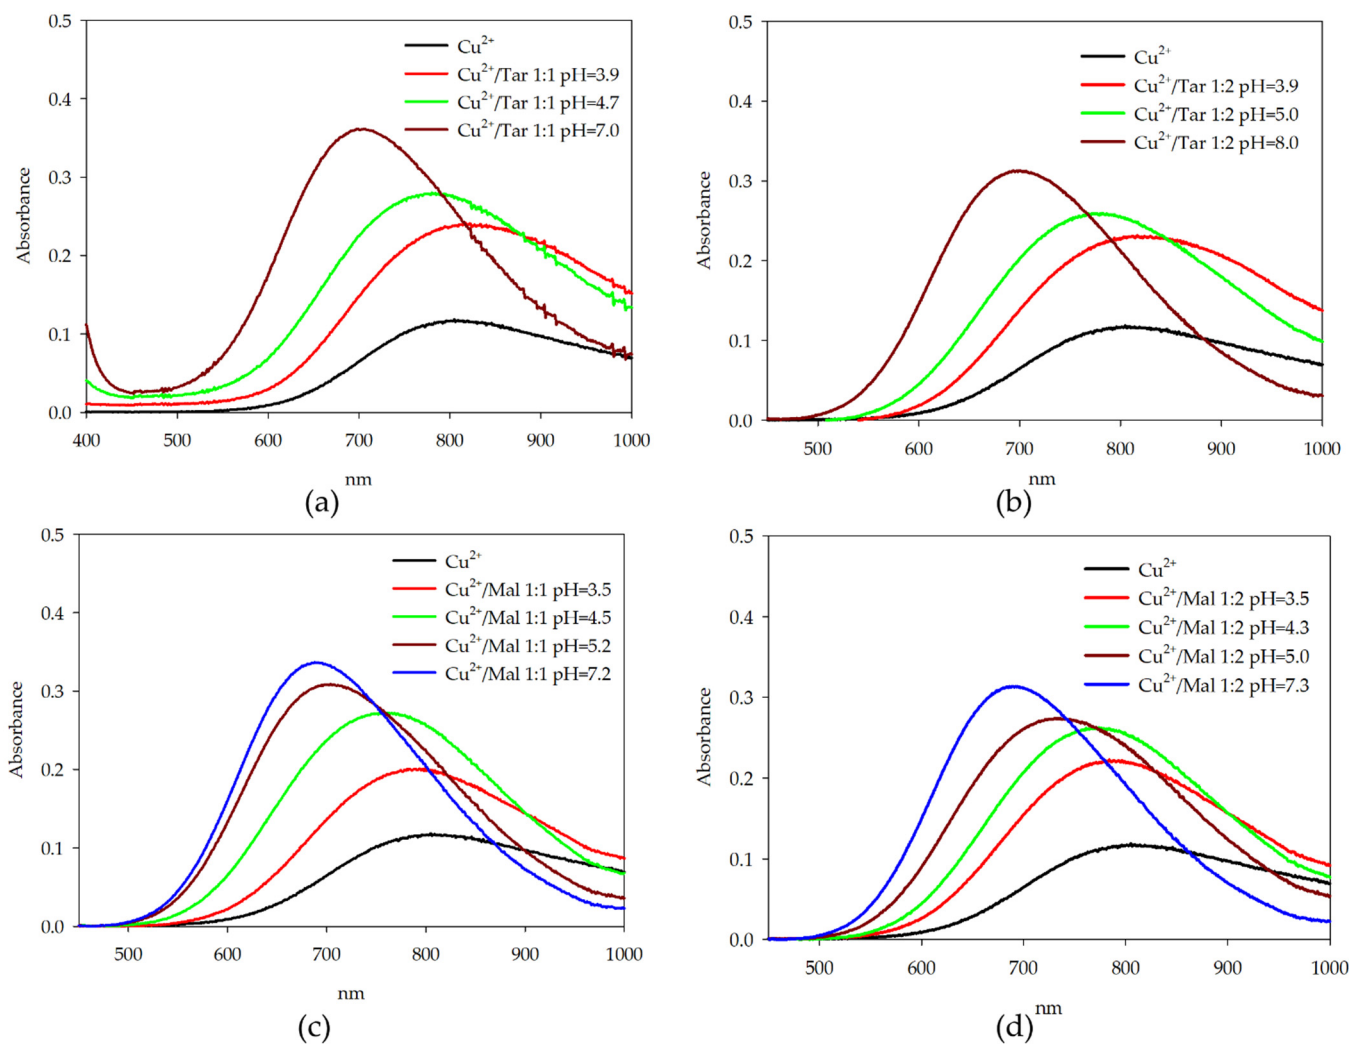 0.5
0.4
0.3
0.2
0.1
0.0
Absorbance
Cu²⁺
Cu²⁺/Tar 1:1 pH=3.9
Cu²⁺/Tar 1:1 pH=4.7
Cu²⁺/Tar 1:1 pH=7.0
400 500 600 700 800 900 1000
nm
(a)
0.5
0.4
0.3
0.2
0.1
0.0
Absorbance
Cu²⁺
Cu²⁺/Tar 1:2 pH=3.9
Cu²⁺/Tar 1:2 pH=5.0
Cu²⁺/Tar 1:2 pH=8.0
500 600 700 800 900 1000
nm
(b)
0.5
0.4
0.3
0.2
0.1
0.0
Absorbance
Cu²⁺
Cu²⁺/Mal 1:1 pH=3.5
Cu²⁺/Mal 1:1 pH=4.5
Cu²⁺/Mal 1:1 pH=5.2
Cu²⁺/Mal 1:1 pH=7.2
500 600 700 800 900 1000
nm
(c)
0.5
0.4
0.3
0.2
0.1
0.0
Absorbance
Cu²⁺
Cu²⁺/Mal 1:2 pH=3.5
Cu²⁺/Mal 1:2 pH=4.3
Cu²⁺/Mal 1:2 pH=5.0
Cu²⁺/Mal 1:2 pH=7.3
500 600 700 800 900 1000
nm
(d)